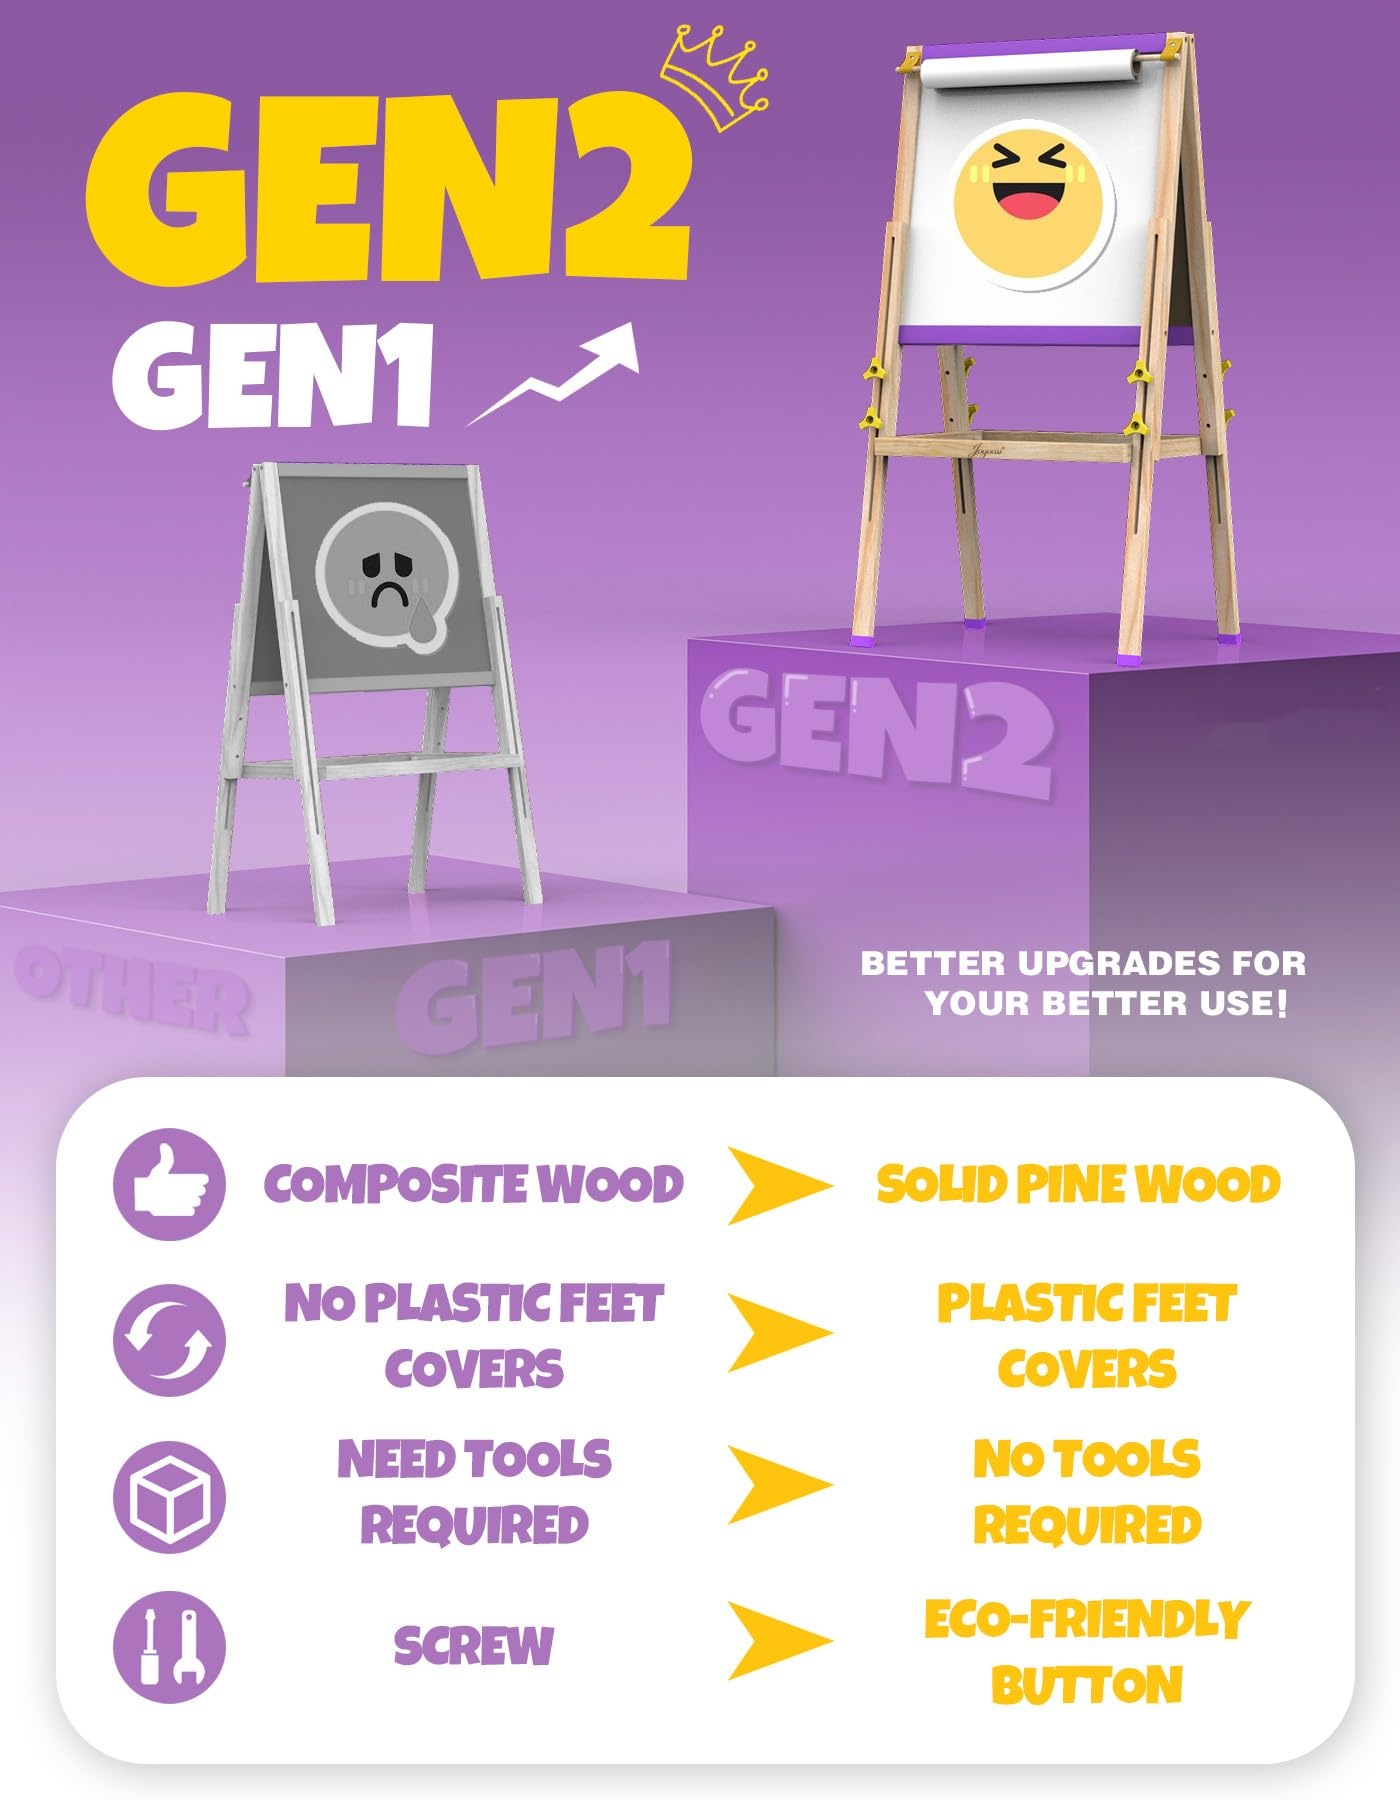 GEN2
GEN1
Joyooss
GEN2
OTHER
GEN1
BETTER UPGRADES FOR
YOUR BETTER USE!
COMPOSITE WOOD
SOLID PINE WOOD
NO PLASTIC FEET
COVERS
PLASTIC FEET
COVERS
NEED TOOLS
REQUIRED
NO TOOLS
REQUIRED
SCREW
ECO-FRIENDLY
BUTTON